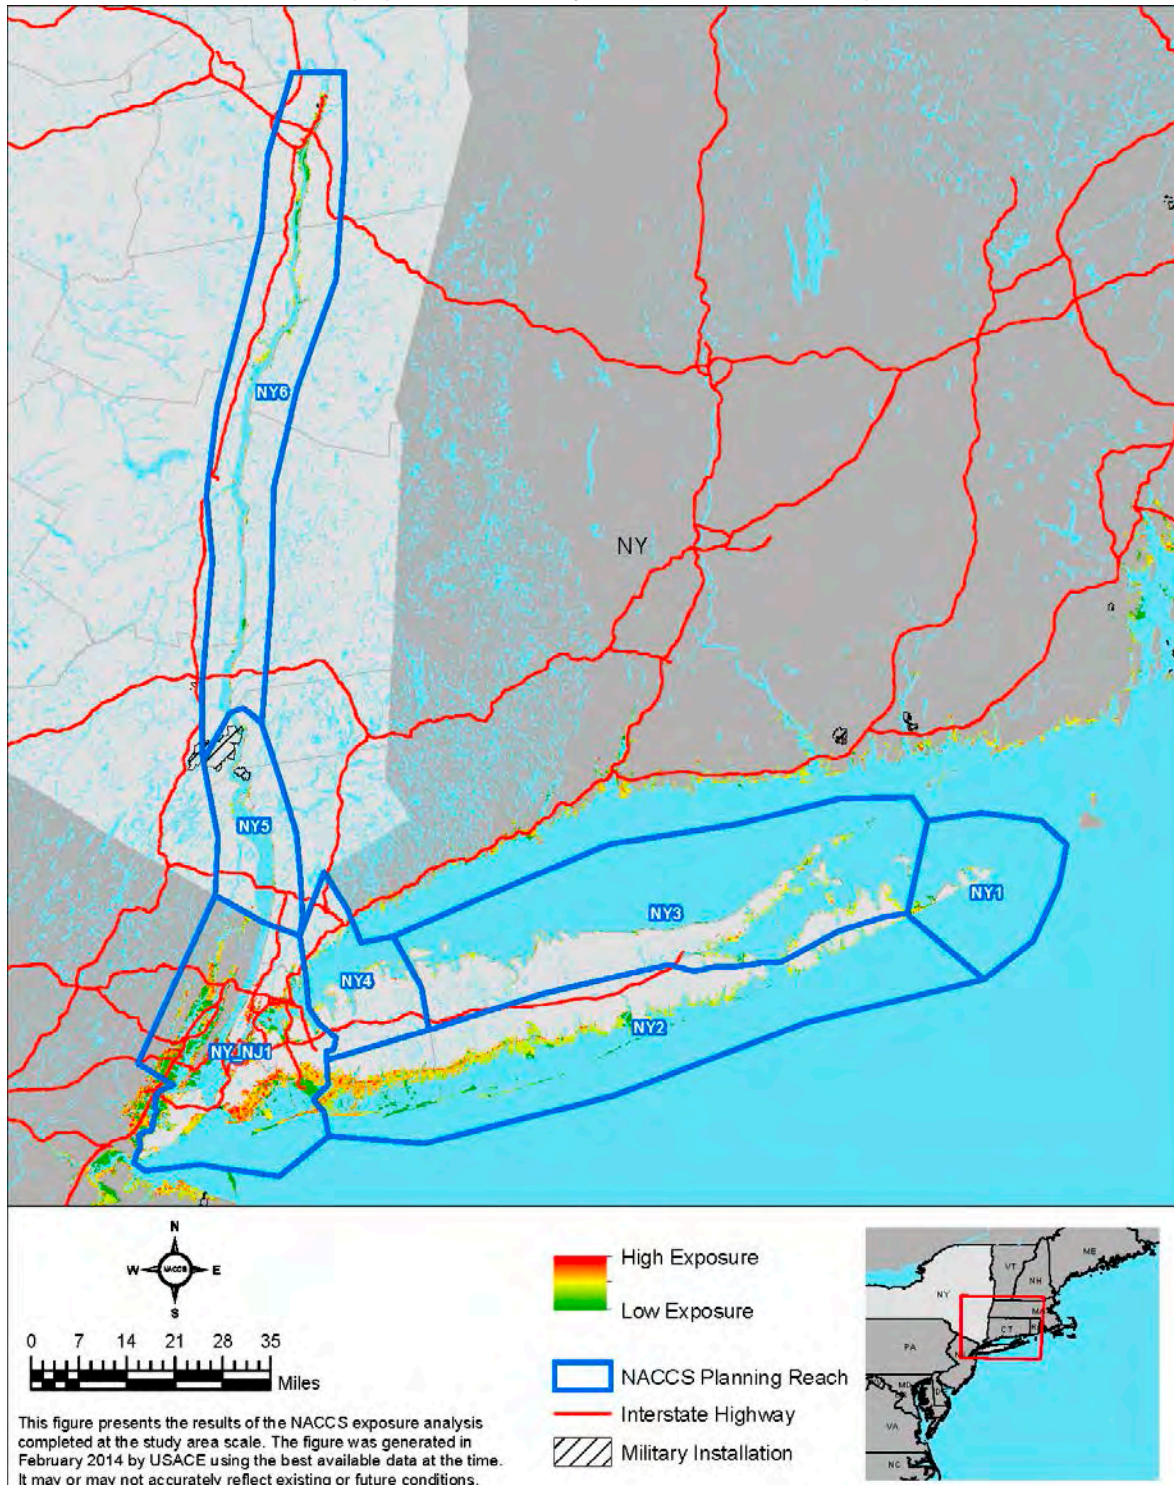 NY6
NY
NY5
NY3
NY1
NY4
NY2
NY_NJ1
N
W NACCS E
S
0 7 14 21 28 35
Miles
High Exposure
Low Exposure
NACCS Planning Reach
Interstate Highway
Military Installation
ME
VT
NH
NY
MA
CT
PA
VA
NC
This figure presents the results of the NACCS exposure analysis
completed at the study area scale. The figure was generated in
February 2014 by USACE using the best available data at the time.
It may or may not accurately reflect existing or future conditions.